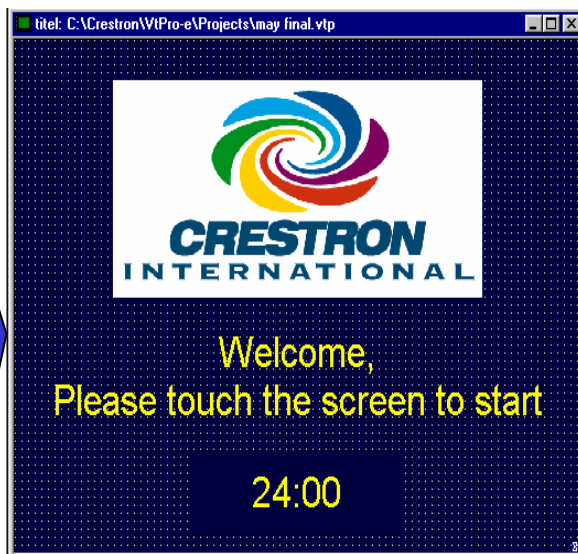 titel: C:\Crestron\VtPro-e\Projects\may final.vtp
CRESTRON
INTERNATIONAL
Welcome,
Please touch the screen to start
24:00